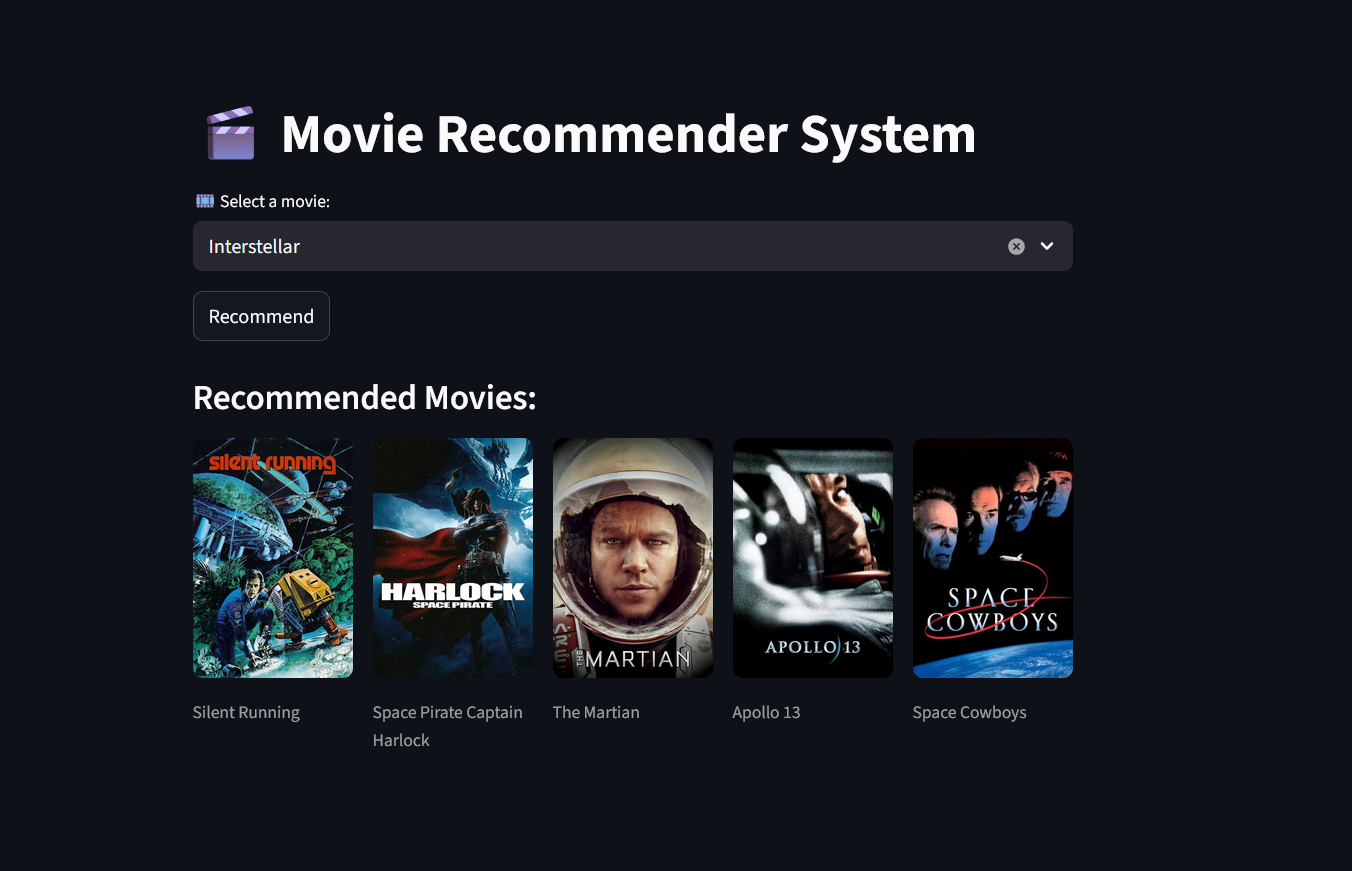 Movie Recommender System
Select a movie:
Interstellar
Recommend
Recommended Movies:
silent running
HARLOCK
SPACE PIRATE
THE MARTIAN
APOLLO 13
SPACE
COWBOYS
Silent Running
Space Pirate Captain
Harlock
The Martian
Apollo 13
Space Cowboys